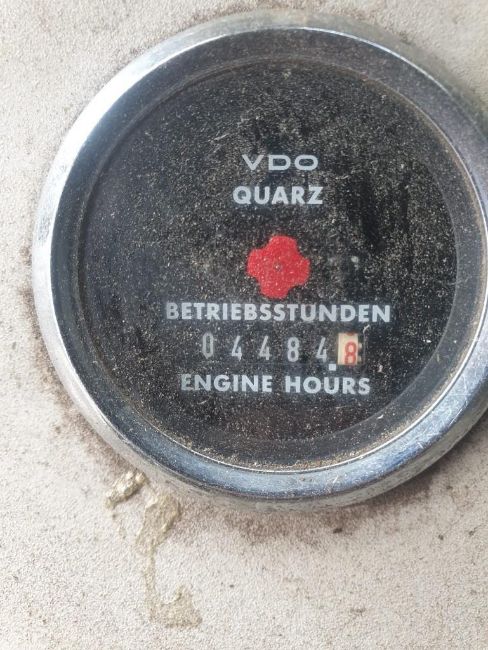 VDO
QUARZ
BETRIEBSSTUNDEN
04484.8
ENGINE HOURS